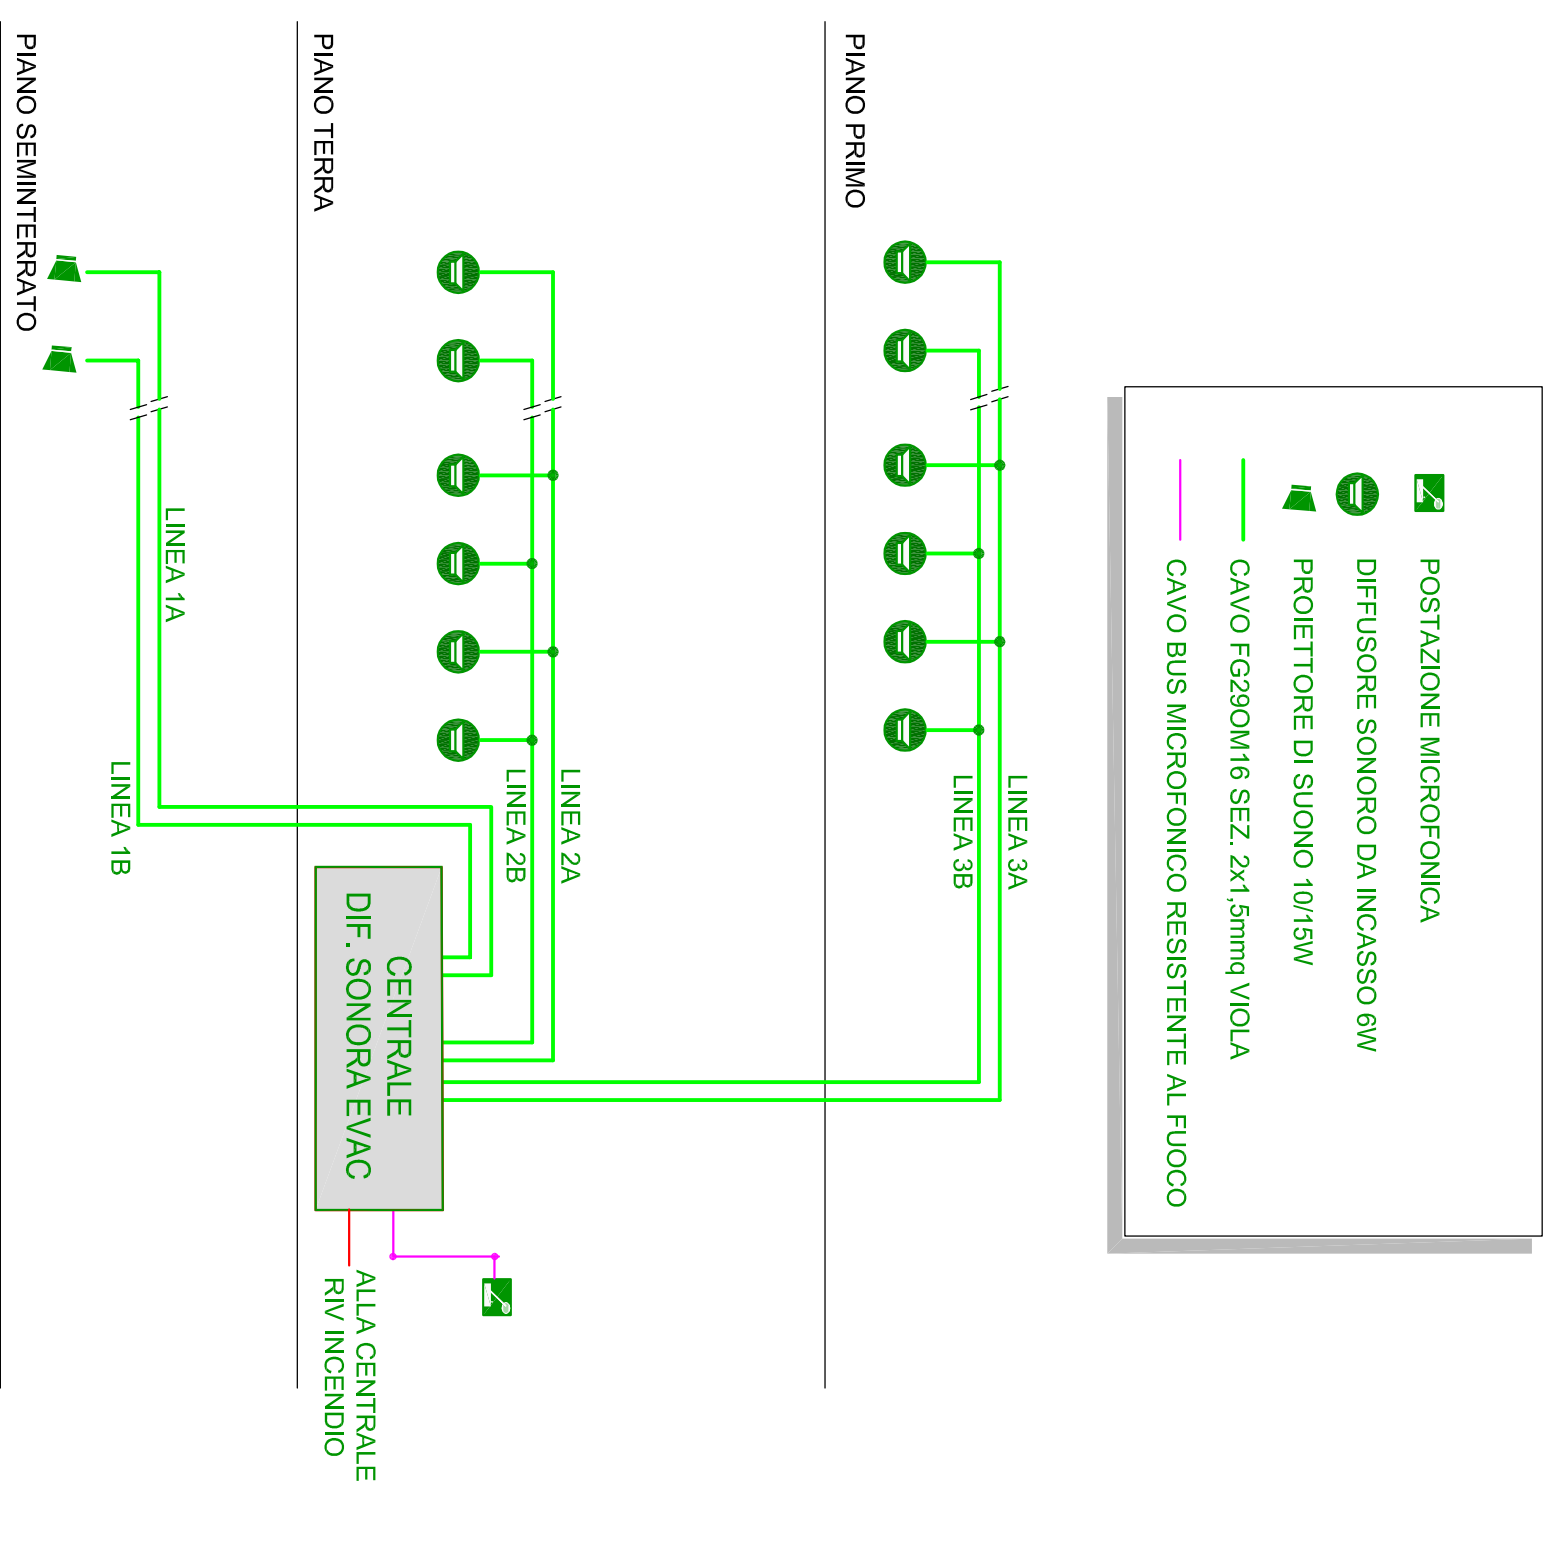 POSTAZIONE MICROFONICA
DIFFUSORE SONORO DA INCASSO 6W
PROIETTORE DI SUONO 10/15W
CAVO FG29OM16 SEZ. 2x1,5mmq VIOLA
CAVO BUS MICROFONICO RESISTENTE AL FUOCO
PIANO PRIMO
LINEA 3A
LINEA 3B
PIANO TERRA
LINEA 2A
LINEA 2B
CENTRALE
DIF. SONORA EVAC
ALLA CENTRALE
RIV INCENDIO
PIANO SEMINTERRATO
LINEA 1A
LINEA 1B